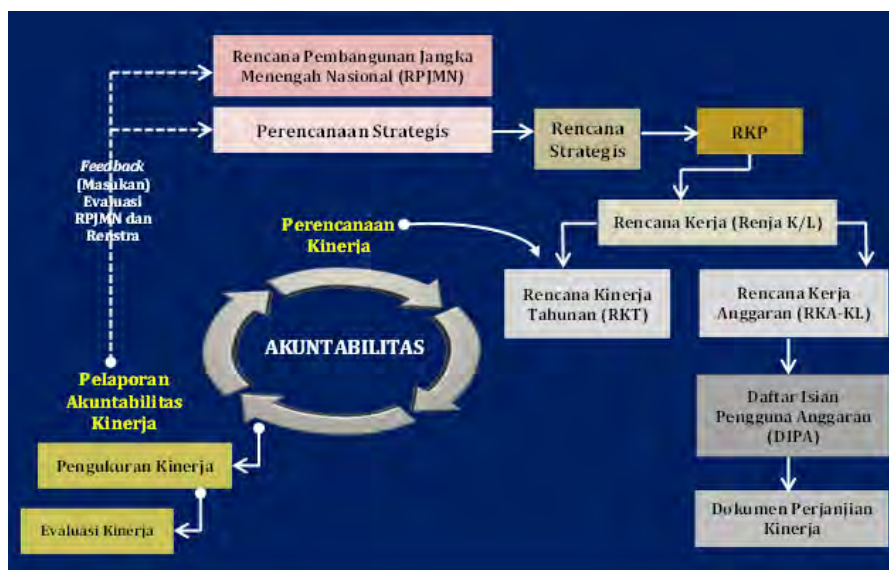 Rencana Pembangunan Jangka
Menengah Nasional (RPJMN)
Perencanaan Strategis
Rencana
Strategis
RKP
Feedback
(Masukan)
Evaluasi
RPJMN dan
Renstra
Perencanaan
Kinerja
Rencana Kerja (Renja K/L)
Rencana Kinerja
Tahunan (RKT)
Rencana Kerja
Anggaran (RKA-KL)
AKUNTABILITAS
Pelaporan
Akuntabilitas
Kinerja
Daftar Isian
Pengguna Anggaran
(DIPA)
Pengukuran Kinerja
Evaluasi Kinerja
Dokumen Perjanjian
Kinerja